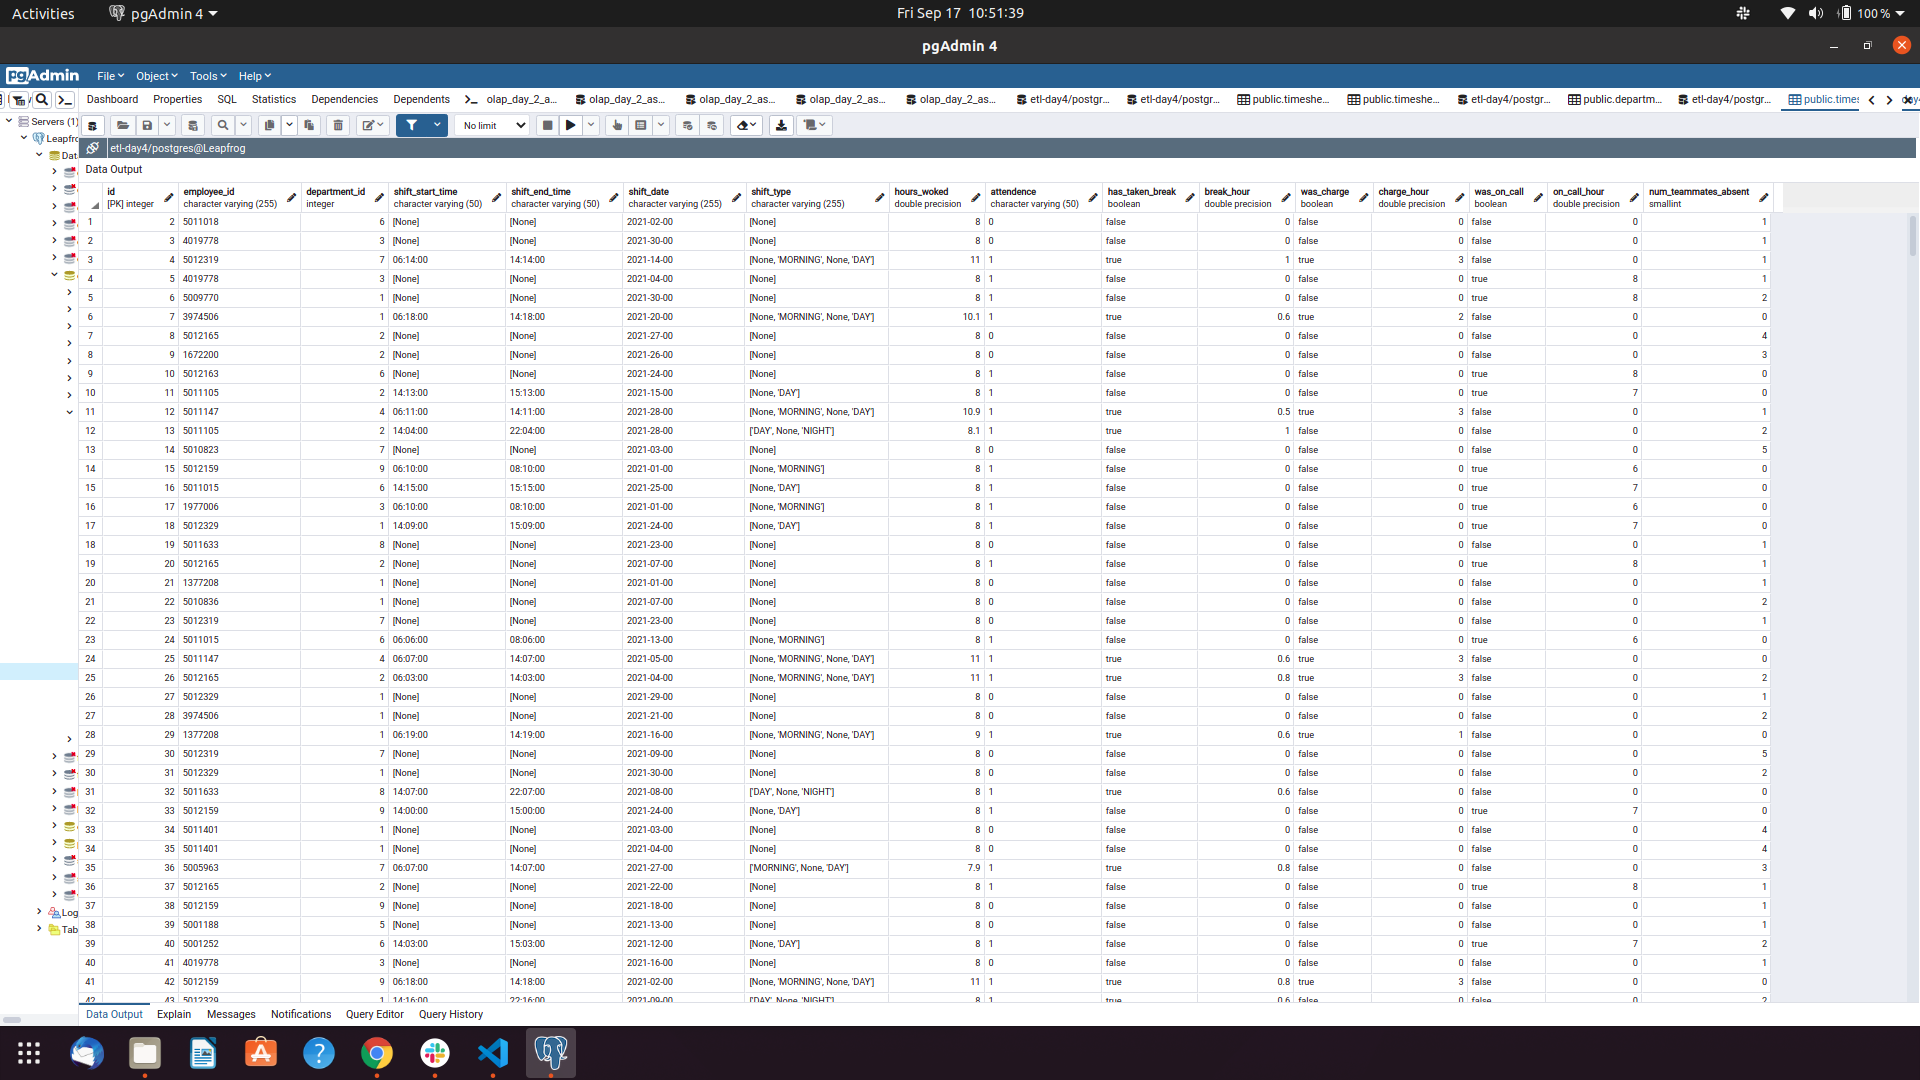 Activities pgAdmin 4 Fri Sep 17 10:51:39 100 %
pgAdmin 4
pgAdmin File Object Tools Help
Dashboard Properties SQL Statistics Dependencies Dependents olap_day_2_a... olap_day_2_as... olap_day_2_as... olap_day_2_as... olap_day_2_as... etl-day4/postgr... etl-day4/postgr... public.timeshe... public.timeshe... etl-day4/postgr... public.departm... etl-day4/postgr... public.times
Servers (1)
No limit
Leapfro
etl-day4/postgres@Leapfrog
Dat
Data Output
id employee_id department_id shift_start_time shift_end_time shift_date shift_type hours_woked attendence has_taken_break break_hour was_charge charge_hour was_on_call on_call_hour num_teammates_absent
[PK] integer character varying (255) integer character varying (50) character varying (50) character varying (255) character varying (255) double precision character varying (50) boolean double precision boolean double precision boolean double precision smallint
1 2 5011018 6 [None] [None] 2021-02-00 [None] 8 0 false 0 false 0 false 0 1
2 3 4019778 3 [None] [None] 2021-30-00 [None] 8 0 false 0 false 0 false 0 1
3 4 5012319 7 06:14:00 14:14:00 2021-14-00 [None, 'MORNING', None, 'DAY'] 11 1 true 1 true 3 false 0 1
4 5 4019778 3 [None] [None] 2021-04-00 [None] 8 1 false 0 false 0 true 8 1
5 6 5009770 1 [None] [None] 2021-30-00 [None] 8 1 false 0 false 0 true 8 2
6 7 3974506 1 06:18:00 14:18:00 2021-20-00 [None, 'MORNING', None, 'DAY'] 10.1 1 true 0.6 true 2 false 0 0
7 8 5012165 2 [None] [None] 2021-27-00 [None] 8 0 false 0 false 0 false 0 4
8 9 1672200 2 [None] [None] 2021-26-00 [None] 8 0 false 0 false 0 false 0 3
9 10 5012163 6 [None] [None] 2021-24-00 [None] 8 1 false 0 false 0 true 8 0
10 11 5011105 2 14:13:00 15:13:00 2021-15-00 [None, 'DAY'] 8 1 false 0 false 0 true 7 0
11 12 5011147 4 06:11:00 14:11:00 2021-28-00 [None, 'MORNING', None, 'DAY'] 10.9 1 true 0.5 true 3 false 0 1
12 13 5011105 2 14:04:00 22:04:00 2021-28-00 ['DAY', None, 'NIGHT'] 8.1 1 true 1 false 0 false 0 2
13 14 5010823 7 [None] [None] 2021-03-00 [None] 8 0 false 0 false 0 false 0 5
14 15 5012159 9 06:10:00 08:10:00 2021-01-00 [None, 'MORNING'] 8 1 false 0 false 0 true 6 0
15 16 5011015 6 14:15:00 15:15:00 2021-25-00 [None, 'DAY'] 8 1 false 0 false 0 true 7 0
16 17 1977006 3 06:10:00 08:10:00 2021-01-00 [None, 'MORNING'] 8 1 false 0 false 0 true 6 0
17 18 5012329 1 14:09:00 15:09:00 2021-24-00 [None, 'DAY'] 8 1 false 0 false 0 true 7 0
18 19 5011633 8 [None] [None] 2021-23-00 [None] 8 0 false 0 false 0 false 0 1
19 20 5012165 2 [None] [None] 2021-07-00 [None] 8 1 false 0 false 0 true 8 1
20 21 1377208 1 [None] [None] 2021-01-00 [None] 8 0 false 0 false 0 false 0 1
21 22 5010836 1 [None] [None] 2021-07-00 [None] 8 0 false 0 false 0 false 0 2
22 23 5012319 7 [None] [None] 2021-23-00 [None] 8 0 false 0 false 0 false 0 1
23 24 5011015 6 06:06:00 08:06:00 2021-13-00 [None, 'MORNING'] 8 1 false 0 false 0 true 6 0
24 25 5011147 4 06:07:00 14:07:00 2021-05-00 [None, 'MORNING', None, 'DAY'] 11 1 true 0.6 true 3 false 0 0
25 26 5012165 2 06:03:00 14:03:00 2021-04-00 [None, 'MORNING', None, 'DAY'] 11 1 true 0.8 true 3 false 0 2
26 27 5012329 1 [None] [None] 2021-29-00 [None] 8 0 false 0 false 0 false 0 1
27 28 3974506 1 [None] [None] 2021-21-00 [None] 8 0 false 0 false 0 false 0 2
28 29 1377208 1 06:19:00 14:19:00 2021-16-00 [None, 'MORNING', None, 'DAY'] 9 1 true 0.6 true 1 false 0 0
29 30 5012319 7 [None] [None] 2021-09-00 [None] 8 0 false 0 false 0 false 0 5
30 31 5012329 1 [None] [None] 2021-30-00 [None] 8 0 false 0 false 0 false 0 2
31 32 5011633 8 14:07:00 22:07:00 2021-08-00 ['DAY', None, 'NIGHT'] 8 1 true 0.6 false 0 false 0 0
32 33 5012159 9 14:00:00 15:00:00 2021-24-00 [None, 'DAY'] 8 1 false 0 false 0 true 7 0
33 34 5011401 1 [None] [None] 2021-03-00 [None] 8 0 false 0 false 0 false 0 4
34 35 5011401 1 [None] [None] 2021-04-00 [None] 8 0 false 0 false 0 false 0 4
35 36 5005963 7 06:07:00 14:07:00 2021-27-00 ['MORNING', None, 'DAY'] 7.9 1 true 0.8 false 0 false 0 3
36 37 5012165 2 [None] [None] 2021-22-00 [None] 8 1 false 0 false 0 true 8 1
37 38 5012159 9 [None] [None] 2021-18-00 [None] 8 0 false 0 false 0 false 0 1
38 39 5001188 5 [None] [None] 2021-13-00 [None] 8 0 false 0 false 0 false 0 1
39 40 5001252 6 14:03:00 15:03:00 2021-12-00 [None, 'DAY'] 8 1 false 0 false 0 true 7 2
40 41 4019778 3 [None] [None] 2021-16-00 [None] 8 0 false 0 false 0 false 0 1
41 42 5012159 9 06:18:00 14:18:00 2021-02-00 [None, 'MORNING', None, 'DAY'] 11 1 true 0.8 true 3 false 0 0
42 43 5012329 1 14:16:00 22:16:00 2021-09-00 ['DAY', None, 'NIGHT'] 8 1 true 0.6 false 0 false 0 2
Log
Tab
Data Output Explain Messages Notifications Query Editor Query History